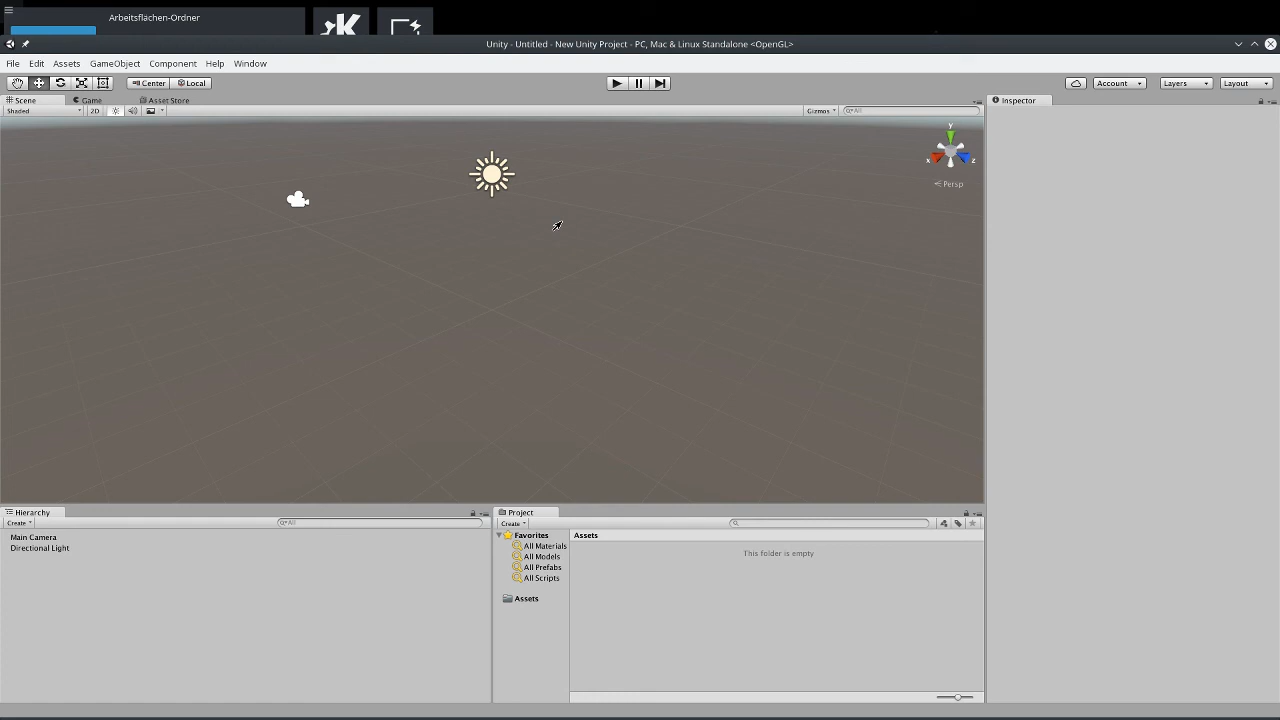 Arbeitsflächen-Ordner
Unity - Untitled - New Unity Project - PC, Mac & Linux Standalone <OpenGL>
File Edit Assets GameObject Component Help Window
Center Local Account Layers Layout
Scene Game Asset Store Inspector
Shaded 2D Gizmos All
y
x z
Persp
Hierarchy Project
Create All Create
Main Camera
Directional Light
Favorites
All Materials
All Models
All Prefabs
All Scripts
Assets
Assets
This folder is empty